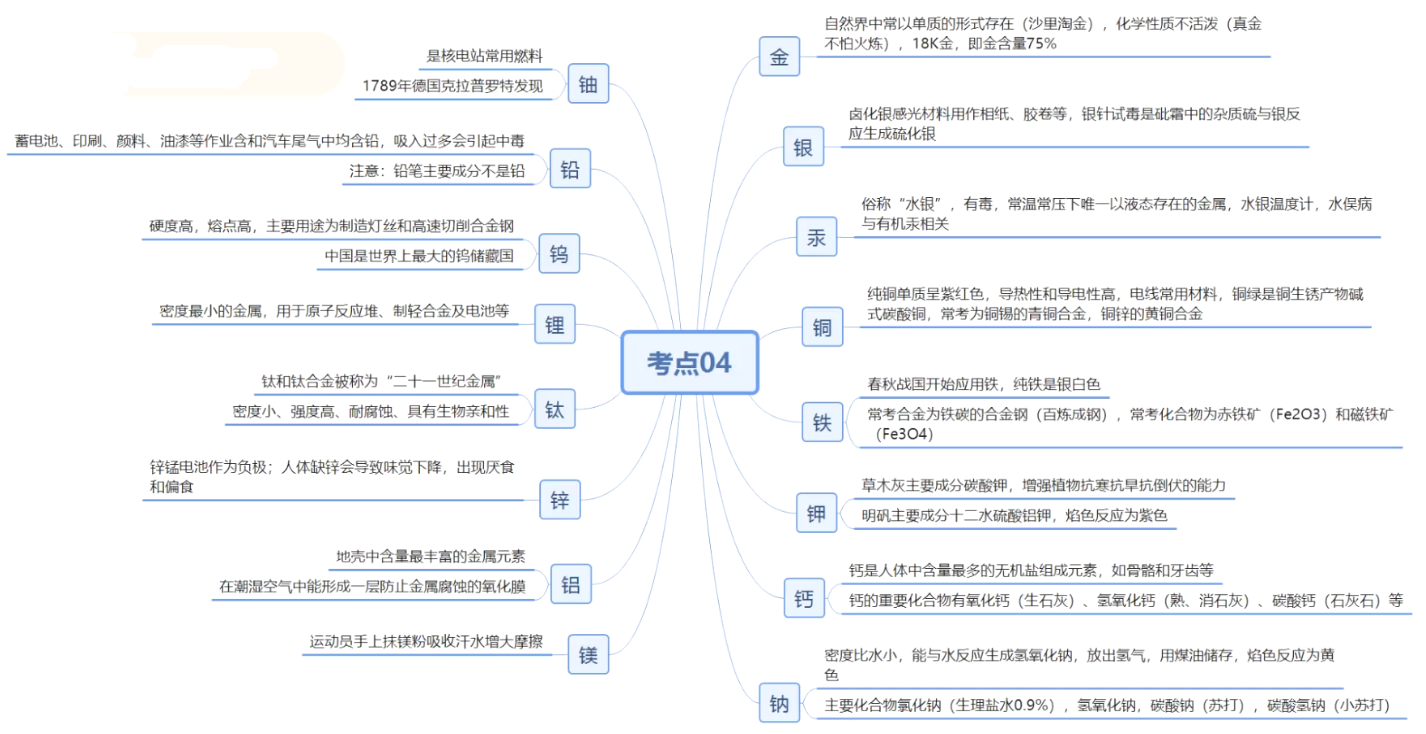 考点04
金
自然界中常以单质的形式存在（沙里淘金），化学性质不活泼（真金
不怕火炼），18K金，即金含量75%
银
卤化银感光材料用作相纸、胶卷等，银针试毒是砒霜中的杂质硫与银反
应生成硫化银
汞
俗称“水银”，有毒，常温常压下唯一以液态存在的金属，水银温度计，水俣病
与有机汞相关
铜
纯铜单质呈紫红色，导热性和导电性高，电线常用材料，铜绿是铜生锈产物碱
式碳酸铜，常考为铜锡的青铜合金，铜锌的黄铜合金
铁
春秋战国开始应用铁，纯铁是银白色
常考合金为铁碳的合金钢（百炼成钢），常考化合物为赤铁矿（Fe2O3）和磁铁矿
（Fe3O4）
钾
草木灰主要成分碳酸钾，增强植物抗寒抗旱抗倒伏的能力
明矾主要成分十二水硫酸铝钾，焰色反应为紫色
钙
钙是人体中含量最多的无机盐组成元素，如骨骼和牙齿等
钙的重要化合物有氧化钙（生石灰）、氢氧化钙（熟、消石灰）、碳酸钙（石灰石）等
钠
密度比水小，能与水反应生成氢氧化钠，放出氢气，用煤油储存，焰色反应为黄
色
主要化合物氯化钠（生理盐水0.9%），氢氧化钠，碳酸钠（苏打），碳酸氢钠（小苏打）
铀
是核电站常用燃料
1789年德国克拉普罗特发现
铅
蓄电池、印刷、颜料、油漆等作业含和汽车尾气中均含铅，吸入过多会引起中毒
注意：铅笔主要成分不是铅
钨
硬度高，熔点高，主要用途为制造灯丝和高速切削合金钢
中国是世界上最大的钨储藏国
锂
密度最小的金属，用于原子反应堆、制轻合金及电池等
钛
钛和钛合金被称为“二十一世纪金属”
密度小、强度高、耐腐蚀、具有生物亲和性
锌
锌锰电池作为负极；人体缺锌会导致味觉下降，出现厌食
和偏食
铝
地壳中含量最丰富的金属元素
在潮湿空气中能形成一层防止金属腐蚀的氧化膜
镁
运动员手上抹镁粉吸收汗水增大摩擦